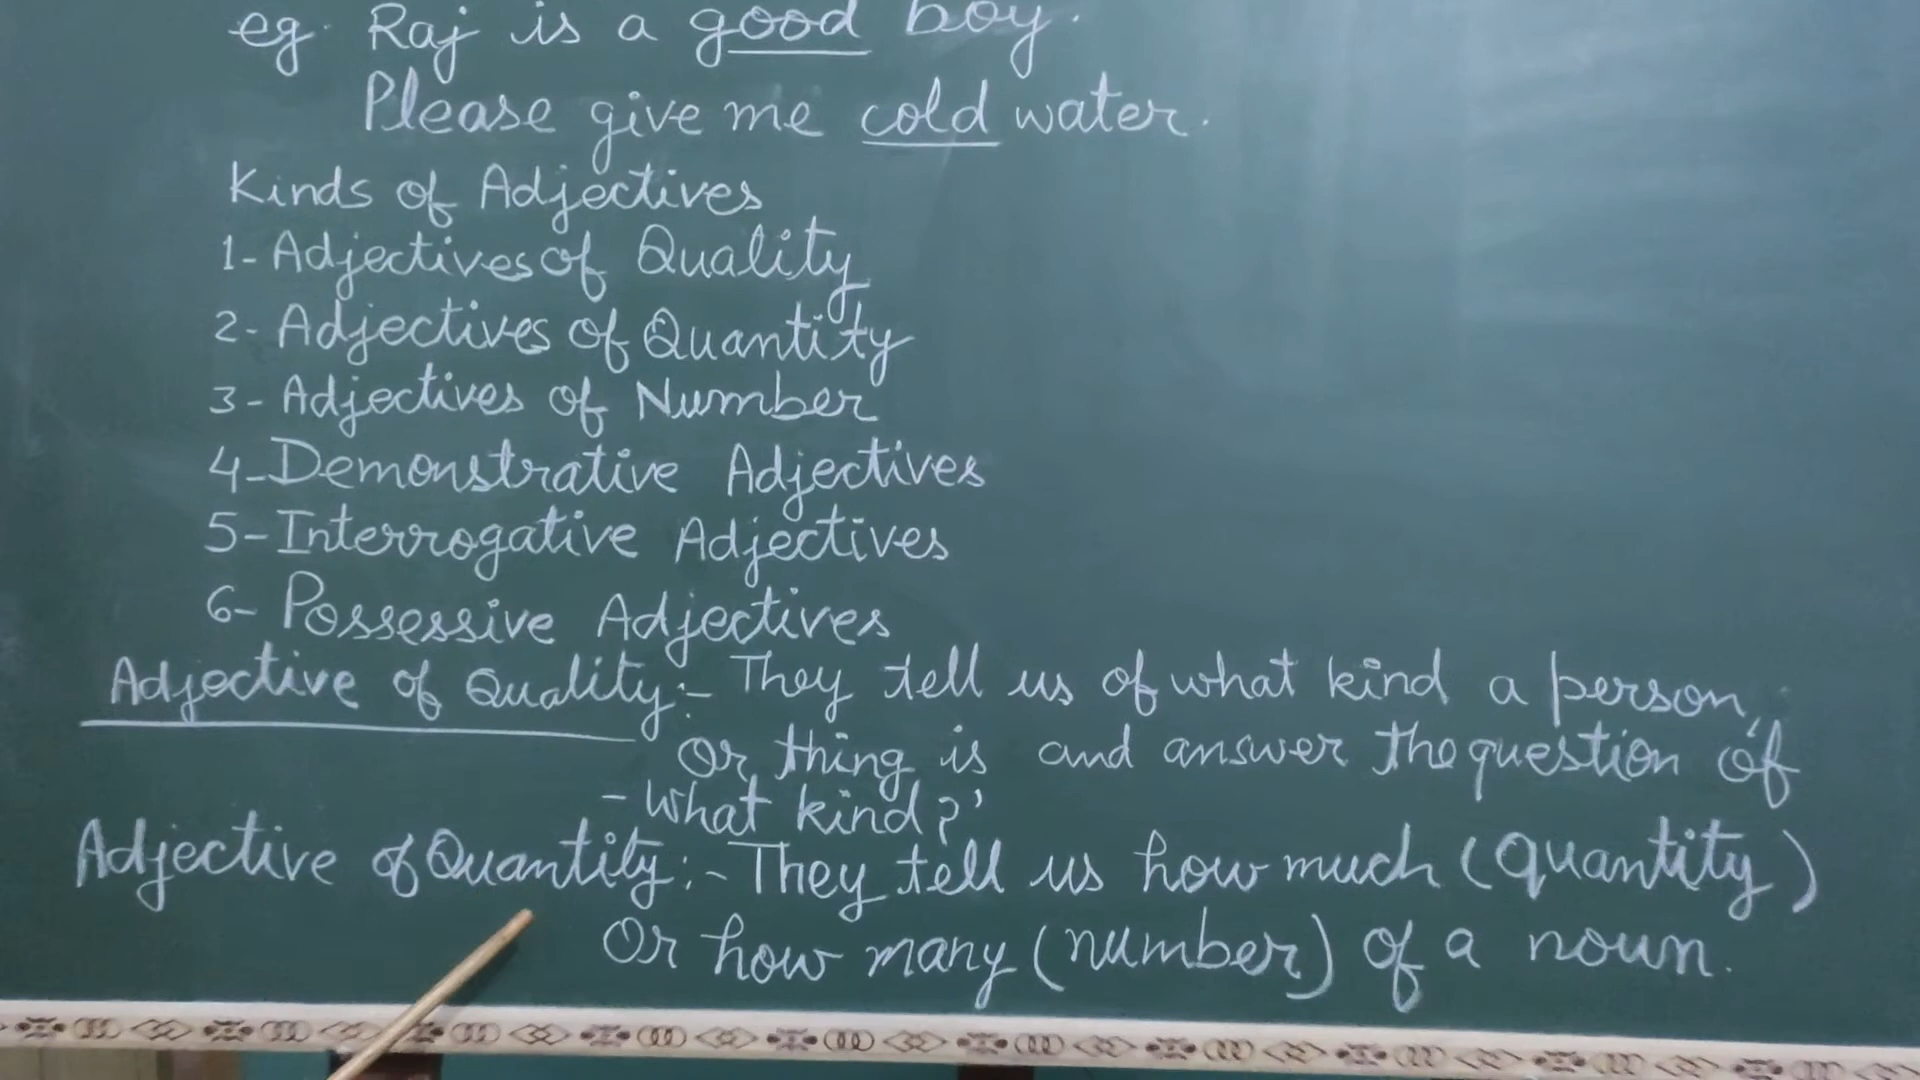 eg. Raj is a good boy.
Please give me cold water.
Kinds of Adjectives
1- Adjectives of Quality
2- Adjectives of Quantity
3- Adjectives of Number
4- Demonstrative Adjectives
5- Interrogative Adjectives
6- Possessive Adjectives
Adjective of Quality:- They tell us of what kind a person,
Or thing is and answer the question of
- What kind?'
Adjective of Quantity:- They tell us how much (quantity)
Or how many (number) of a noun.